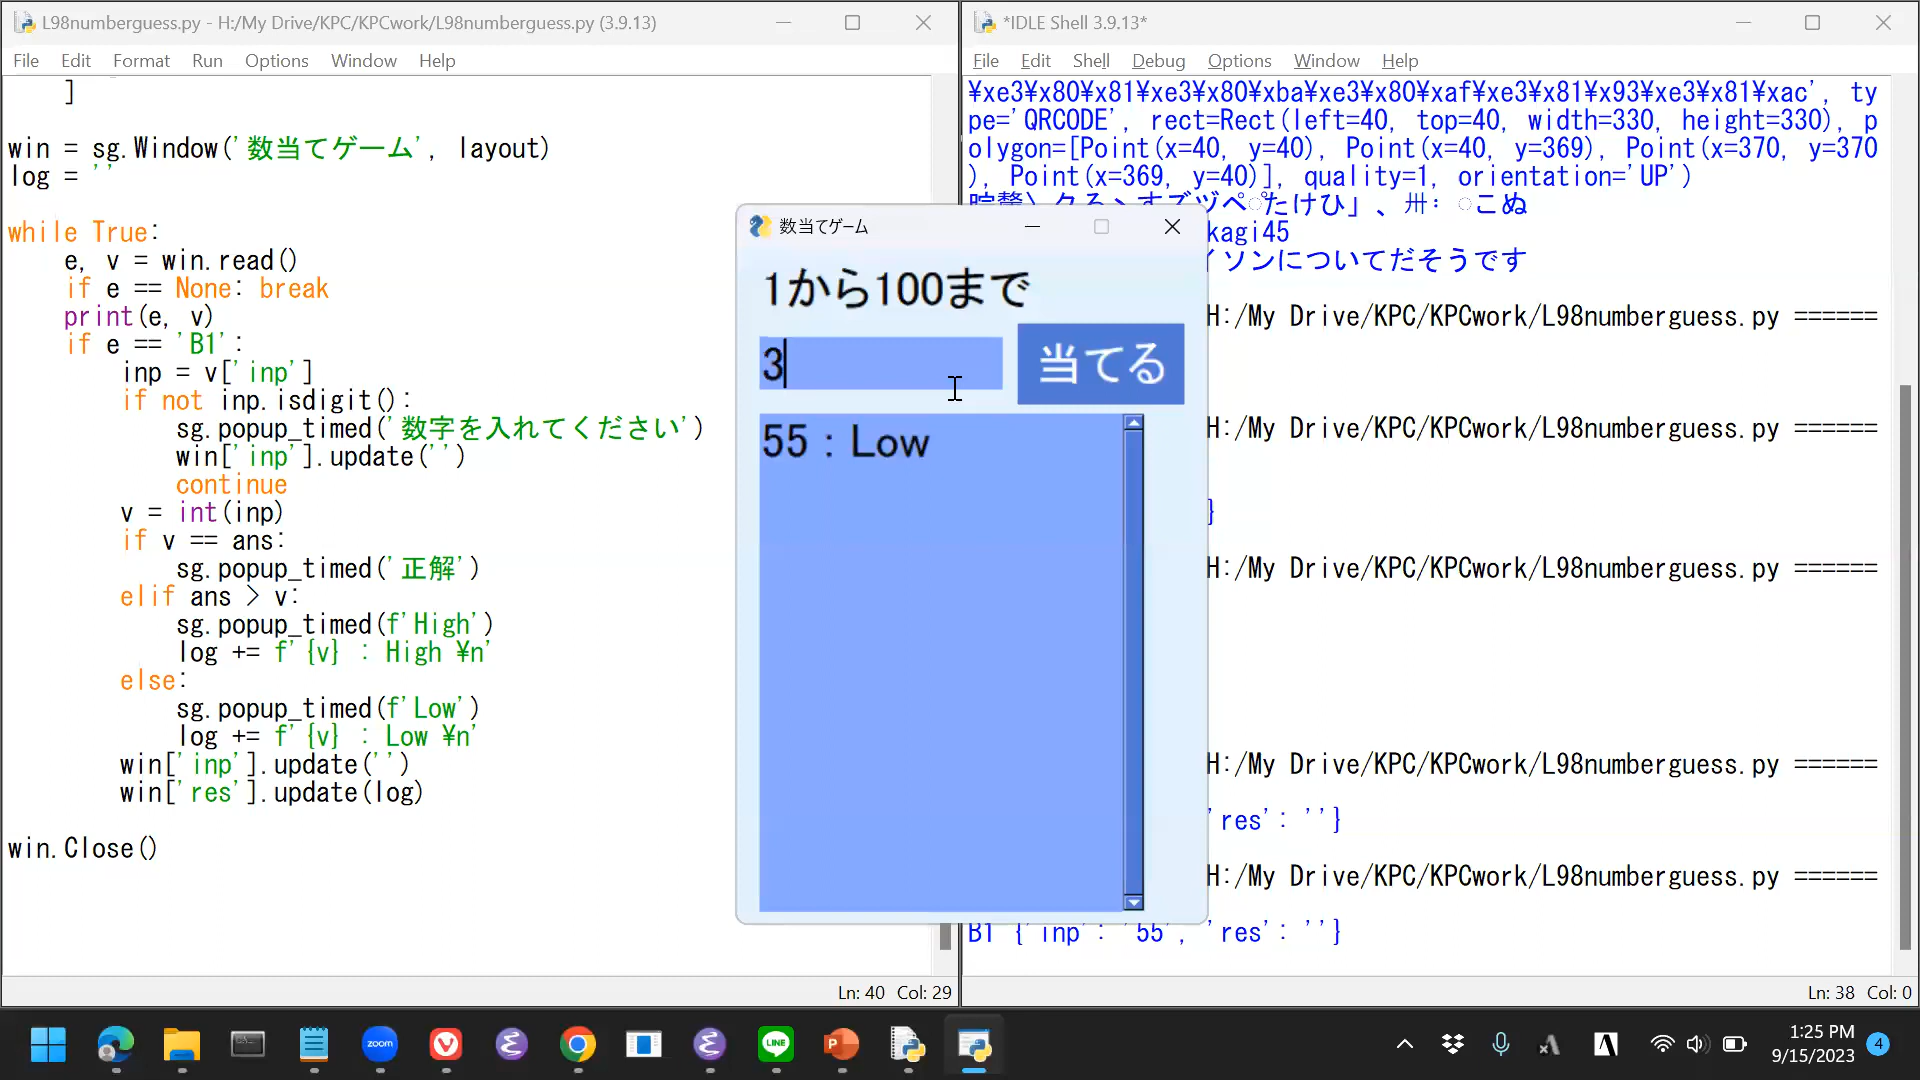 L98numberguess.py - H:/My Drive/KPC/KPCwork/L98numberguess.py (3.9.13)
File Edit Format Run Options Window Help
]
win = sg.Window('数当てゲーム', layout)
log = ''
while True:
e, v = win.read()
if e == None: break
print(e, v)
if e == 'B1':
inp = v['inp']
if not inp.isdigit():
sg.popup_timed('数字を入れてください')
win['inp'].update('')
continue
v = int(inp)
if v == ans:
sg.popup_timed('正解')
elif ans > v:
sg.popup_timed(f'High')
log += f'{v} : High ¥n'
else:
sg.popup_timed(f'Low')
log += f'{v} : Low ¥n'
win['inp'].update('')
win['res'].update(log)
win.Close()
Ln: 40 Col: 29
*IDLE Shell 3.9.13*
File Edit Shell Debug Options Window Help
¥xe3¥x80¥x81¥xe3¥x80¥xba¥xe3¥x80¥xaf¥xe3¥x81¥x93¥xe3¥x81¥xac', ty
pe='QRCODE', rect=Rect(left=40, top=40, width=330, height=330), p
olygon=[Point(x=40, y=40), Point(x=40, y=369), Point(x=370, y=370
), Point(x=369, y=40)], quality=1, orientation='UP')
たけひ」、卅: こぬ
kagi45
イソンについてだそうです
H:/My Drive/KPC/KPCwork/L98numberguess.py ======
H:/My Drive/KPC/KPCwork/L98numberguess.py ======
}
H:/My Drive/KPC/KPCwork/L98numberguess.py ======
H:/My Drive/KPC/KPCwork/L98numberguess.py ======
'res': ''}
H:/My Drive/KPC/KPCwork/L98numberguess.py ======
B1 {'inp': '55', 'res': ''}
Ln: 38 Col: 0
数当てゲーム
1から100まで
3
当てる
55 : Low
zoom
LINE
P
A
1:25 PM
9/15/2023
4